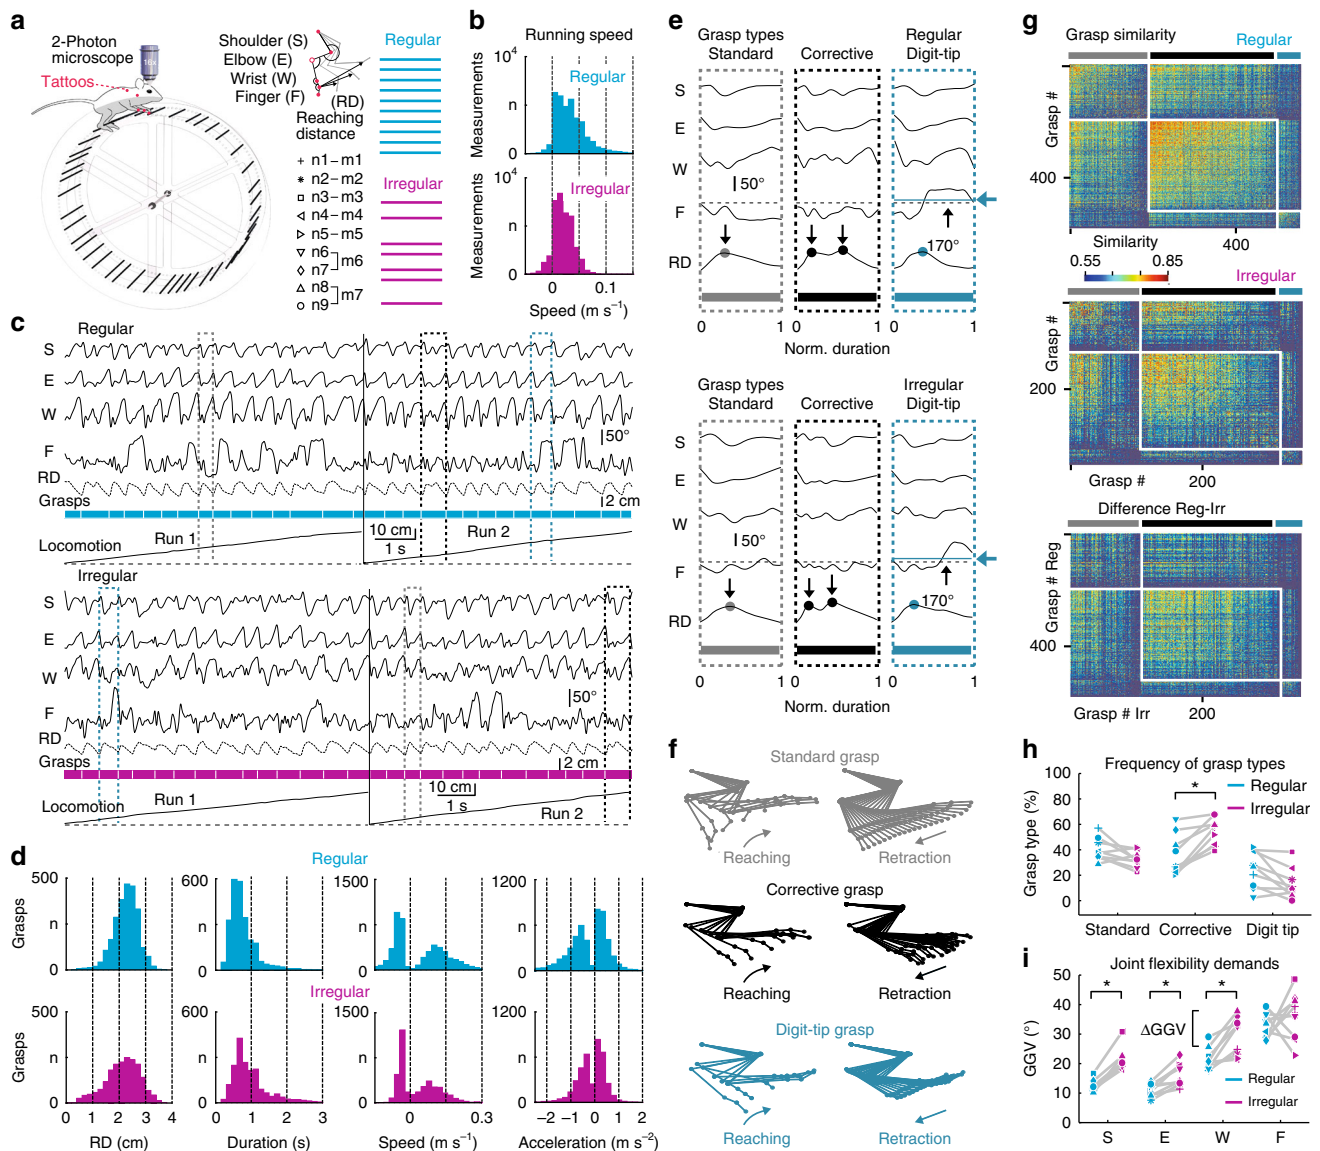 a
2-Photon
microscope
16x
Tattoos
Shoulder (S)
Elbow (E)
Wrist (W)
Finger (F)
(RD)
Reaching
distance
+ n1 – m1
∗ n2 – m2
□ n3 – m3
◁ n4 – m4
▷ n5 – m5
▽ n6
◇ n7
m6
△ n8
○ n9
m7
Regular
Irregular
b
Running speed
10⁴
Measurements
n
0
Regular
10⁴
Measurements
n
0
Irregular
0 0.1
Speed (m s⁻¹)
c
Regular
S
E
W
50°
F
RD
2 cm
Grasps
Locomotion
Run 1
10 cm
1 s
Run 2
Irregular
S
E
W
50°
F
RD
Grasps
2 cm
Locomotion
Run 1
10 cm
1 s
Run 2
d
Regular
500
Grasps
n
0
600
n
0
1500
n
0
1200
n
0
Irregular
500
Grasps
n
0
600
n
0
1500
n
0
1200
n
0
0 1 2 3 4
RD (cm)
0 1 2 3
Duration (s)
0 0.3
Speed (m s⁻¹)
−2 −1 0 1 2
Acceleration (m s⁻²)
e
Grasp types
Standard
Corrective
Regular
Digit-tip
S
E
W
50°
F
RD
170°
0 1
0 1
0 1
Norm. duration
Grasp types
Standard
Corrective
Irregular
Digit-tip
S
E
W
50°
F
RD
170°
0 1
0 1
0 1
Norm. duration
f
Standard grasp
Reaching
Retraction
Corrective grasp
Reaching
Retraction
Digit-tip grasp
Reaching
Retraction
g
Grasp similarity
Regular
Grasp #
400
Similarity
400
0.55 0.85
Irregular
Grasp #
200
Grasp # 200
Difference Reg-Irr
Grasp # Reg
400
Grasp # Irr 200
h
Frequency of grasp types
Grasp type (%)
100
80
60
40
20
0
Regular
Irregular
*
Standard Corrective Digit tip
i
Joint flexibility demands
GGV (°)
50
40
30
20
10
0
* * *
ΔGGV
Regular
Irregular
S E W F